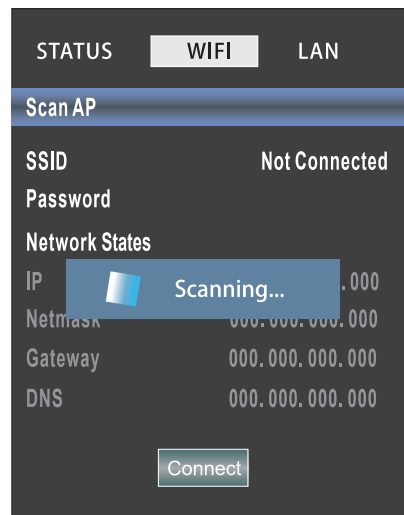 STATUS WIFI LAN
Scan AP
SSID Not Connected
Password
Network States
IP .000
Scanning...
Netmask 000.000.000.000
Gateway 000.000.000.000
DNS 000.000.000.000
Connect